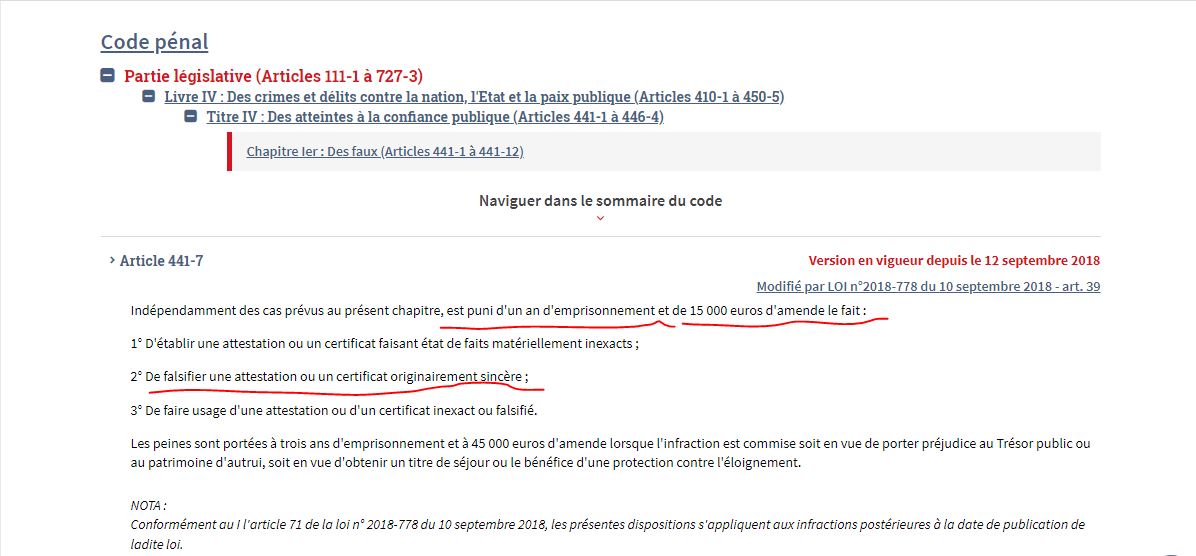 Code pénal
Partie législative (Articles 111-1 à 727-3)
Livre IV : Des crimes et délits contre la nation, l'Etat et la paix publique (Articles 410-1 à 450-5)
Titre IV : Des atteintes à la confiance publique (Articles 441-1 à 446-4)
Chapitre Ier : Des faux (Articles 441-1 à 441-12)
Naviguer dans le sommaire du code
Article 441-7
Version en vigueur depuis le 12 septembre 2018
Modifié par LOI n°2018-778 du 10 septembre 2018 - art. 39
Indépendamment des cas prévus au présent chapitre, est puni d'un an d'emprisonnement et de 15 000 euros d'amende le fait :
1° D'établir une attestation ou un certificat faisant état de faits matériellement inexacts ;
2° De falsifier une attestation ou un certificat originairement sincère ;
3° De faire usage d'une attestation ou d'un certificat inexact ou falsifié.
Les peines sont portées à trois ans d'emprisonnement et à 45 000 euros d'amende lorsque l'infraction est commise soit en vue de porter préjudice au Trésor public ou
au patrimoine d'autrui, soit en vue d'obtenir un titre de séjour ou le bénéfice d'une protection contre l'éloignement.
NOTA :
Conformément au I l'article 71 de la loi n° 2018-778 du 10 septembre 2018, les présentes dispositions s'appliquent aux infractions postérieures à la date de publication de
ladite loi.